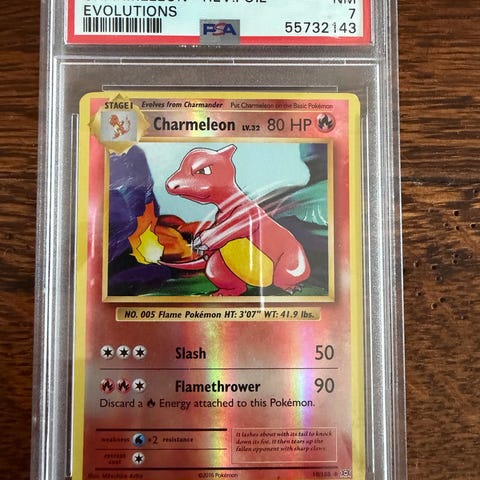 EVOLUTIONS
NM
7
PSA
55732143
STAGE 1
Evolves from Charmander
Put Charmeleon on the Basic Pokémon
Charmeleon LV.32 80 HP
NO. 005 Flame Pokémon HT: 3'07" WT: 41.9 lbs.
Slash 50
Flamethrower 90
Discard a Energy attached to this Pokémon.
weakness ×2 resistance
retreat cost
It lashes about with its tail to knock
down its foe. It then tears up the
fallen opponent with sharp claws.
©2016 Pokémon